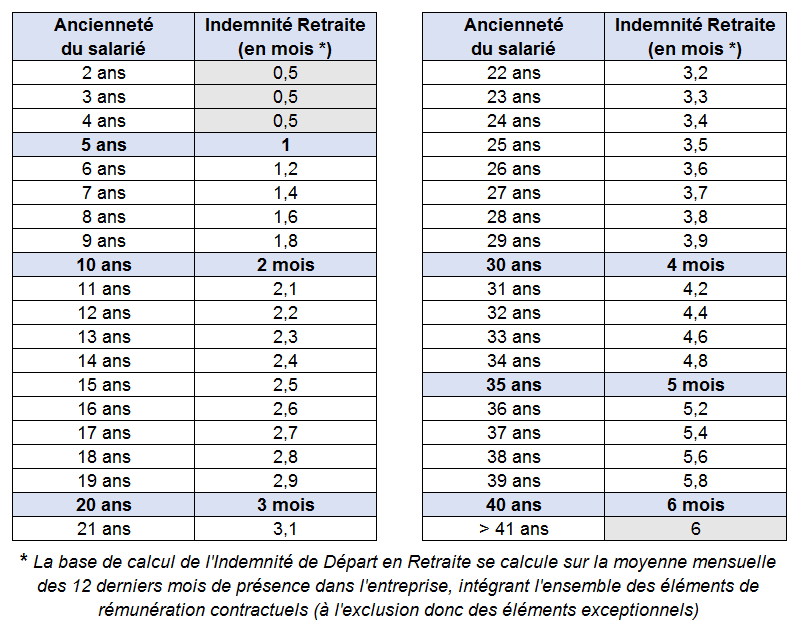 Ancienneté du salarié Indemnité Retraite (en mois *)
2 ans 0,5
3 ans 0,5
4 ans 0,5
5 ans 1
6 ans 1,2
7 ans 1,4
8 ans 1,6
9 ans 1,8
10 ans 2 mois
11 ans 2,1
12 ans 2,2
13 ans 2,3
14 ans 2,4
15 ans 2,5
16 ans 2,6
17 ans 2,7
18 ans 2,8
19 ans 2,9
20 ans 3 mois
21 ans 3,1
Ancienneté du salarié Indemnité Retraite (en mois *)
22 ans 3,2
23 ans 3,3
24 ans 3,4
25 ans 3,5
26 ans 3,6
27 ans 3,7
28 ans 3,8
29 ans 3,9
30 ans 4 mois
31 ans 4,2
32 ans 4,4
33 ans 4,6
34 ans 4,8
35 ans 5 mois
36 ans 5,2
37 ans 5,4
38 ans 5,6
39 ans 5,8
40 ans 6 mois
> 41 ans 6
* La base de calcul de l'Indemnité de Départ en Retraite se calcule sur la moyenne mensuelle
des 12 derniers mois de présence dans l'entreprise, intégrant l'ensemble des éléments de
rémunération contractuels (à l'exclusion donc des éléments exceptionnels)